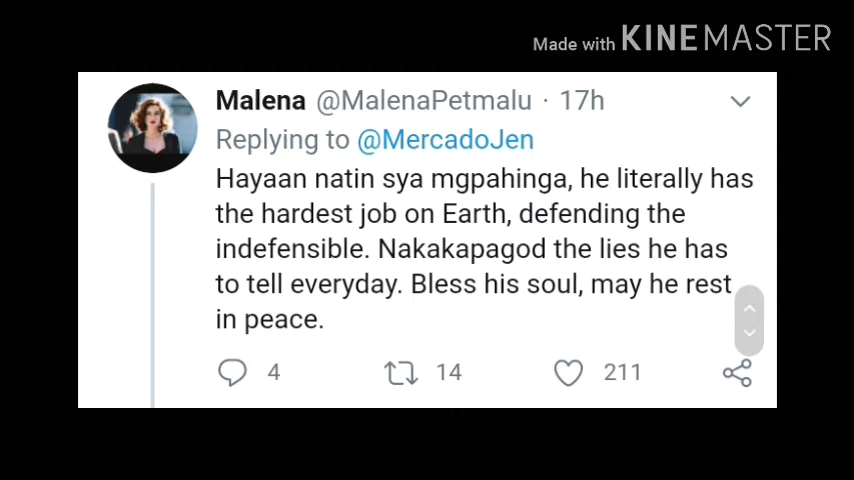 Made with KINEMASTER
Malena @MalenaPetmalu · 17h
Replying to @MercadoJen
Hayaan natin sya mgpahinga, he literally has
the hardest job on Earth, defending the
indefensible. Nakakapagod the lies he has
to tell everyday. Bless his soul, may he rest
in peace.
4 14 211